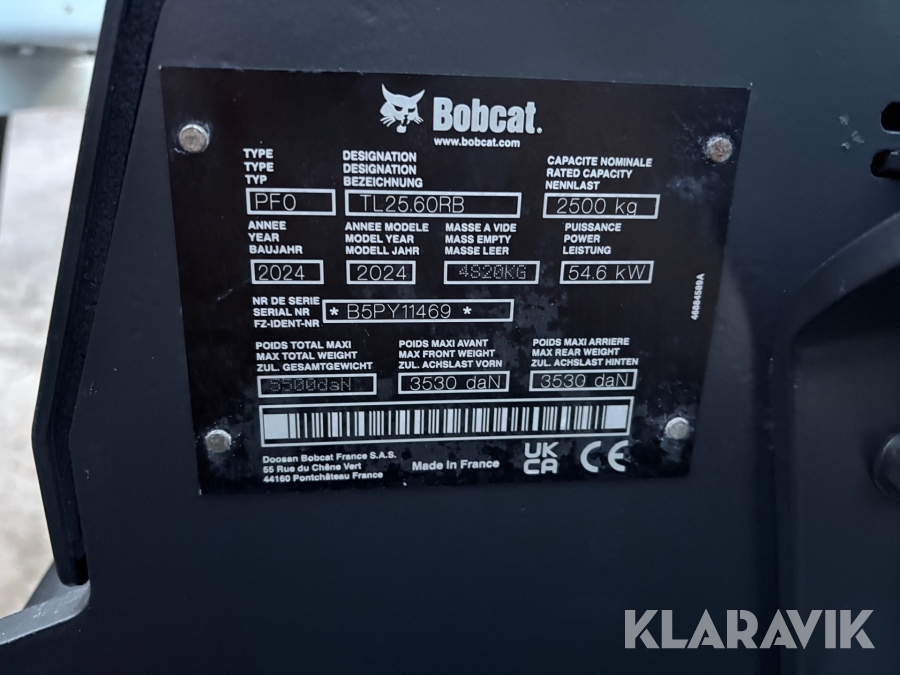 Bobcat.
www.bobcat.com
TYPE
TYPE
TYP
PF0
DESIGNATION
DESIGNATION
BEZEICHNUNG
TL25.60RB
CAPACITE NOMINALE
RATED CAPACITY
NENNLAST
2500 kg
ANNEE
YEAR
BAUJAHR
2024
ANNEE MODELE
MODEL YEAR
MODELL JAHR
2024
MASSE A VIDE
MASS EMPTY
MASSE LEER
4820KG
PUISSANCE
POWER
LEISTUNG
54.6 kW
NR DE SERIE
SERIAL NR
FZ-IDENT-NR
* B5PY11469 *
POIDS TOTAL MAXI
MAX TOTAL WEIGHT
ZUL. GESAMTGEWICHT
POIDS MAXI AVANT
MAX FRONT WEIGHT
ZUL. ACHSLAST VORN
3530 daN
POIDS MAXI ARRIERE
MAX REAR WEIGHT
ZUL. ACHSLAST HINTEN
3530 daN
Doosan Bobcat France S.A.S.
55 Rue du Chêne Vert
44160 Pontchâteau France
Made in France
UK
CA
CE
46884569A
KLARAVIK